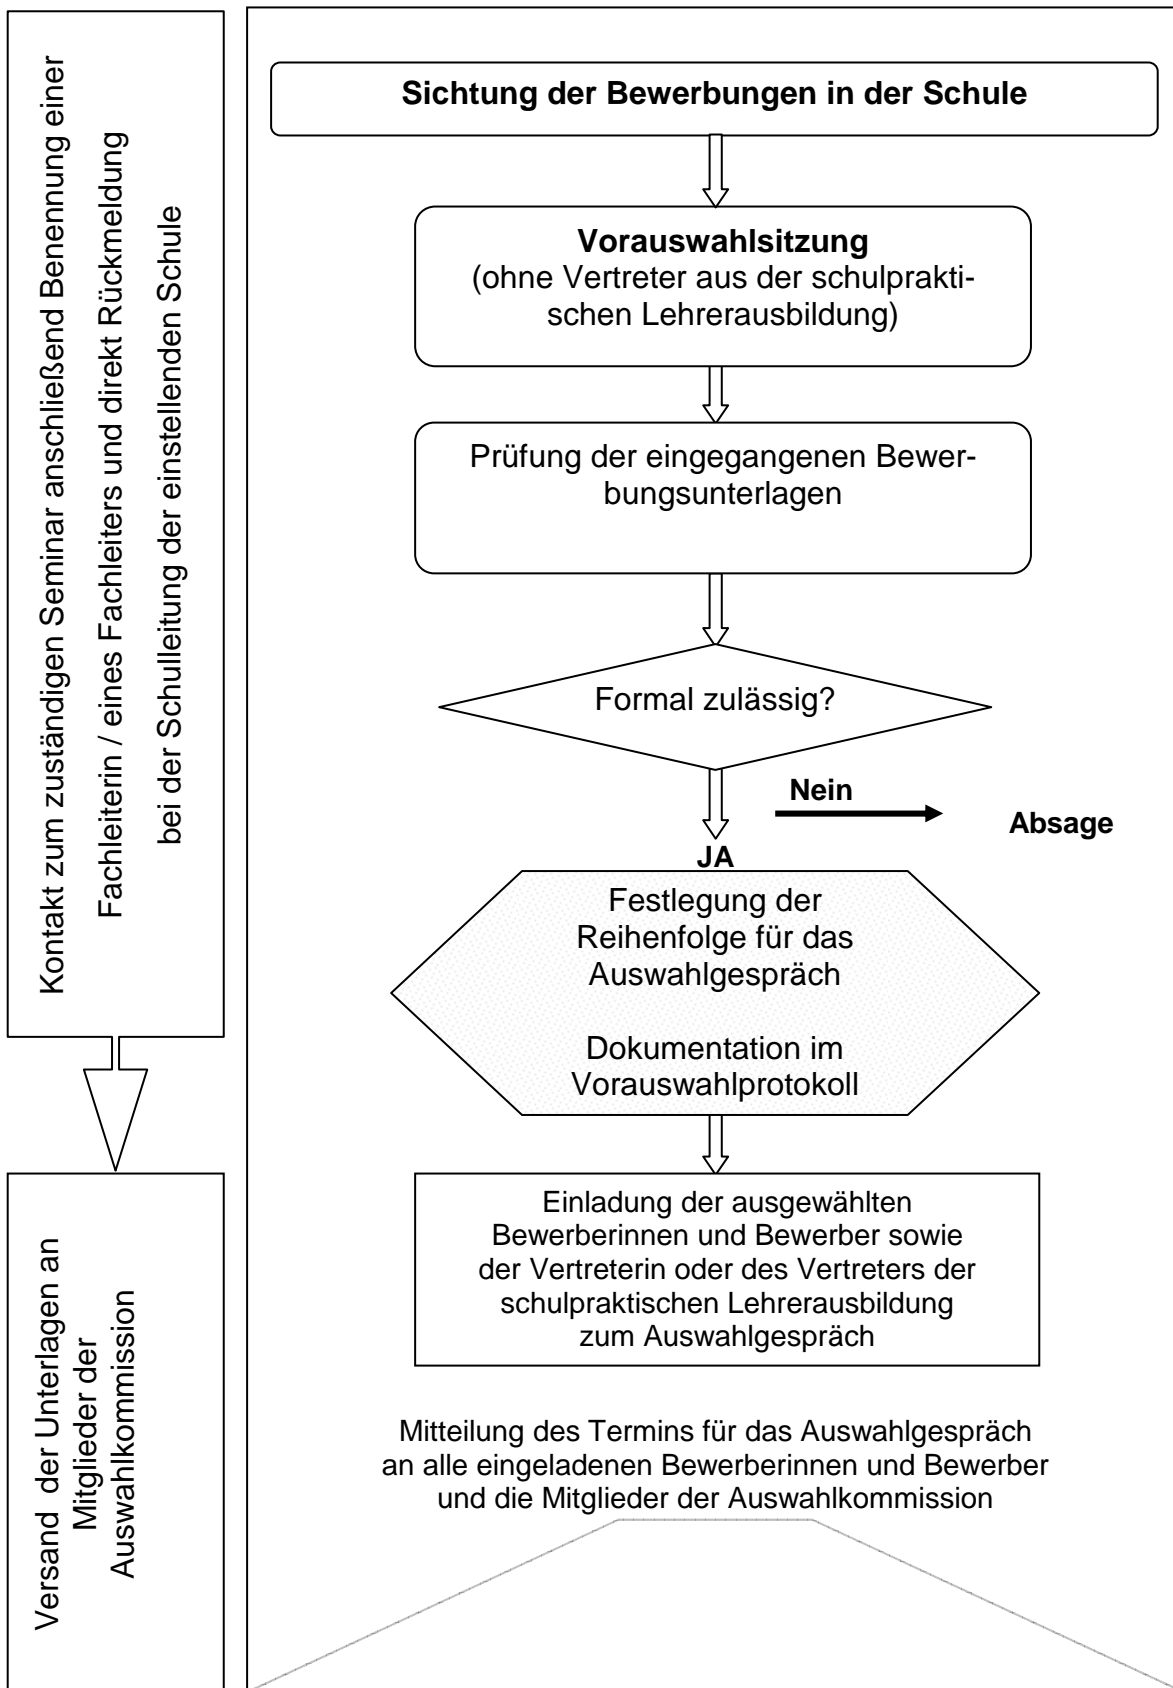 Kontakt zum zuständigen Seminar anschließend Benennung einer
Fachleiterin / eines Fachleiters und direkt Rückmeldung
bei der Schulleitung der einstellenden Schule
Versand der Unterlagen an
Mitglieder der
Auswahlkommission
Sichtung der Bewerbungen in der Schule
Vorauswahlsitzung
(ohne Vertreter aus der schulprakti-
schen Lehrerausbildung)
Prüfung der eingegangenen Bewer-
bungsunterlagen
Formal zulässig?
Nein
Absage
JA
Festlegung der
Reihenfolge für das
Auswahlgespräch
Dokumentation im
Vorauswahlprotokoll
Einladung der ausgewählten
Bewerberinnen und Bewerber sowie
der Vertreterin oder des Vertreters der
schulpraktischen Lehrerausbildung
zum Auswahlgespräch
Mitteilung des Termins für das Auswahlgespräch
an alle eingeladenen Bewerberinnen und Bewerber
und die Mitglieder der Auswahlkommission